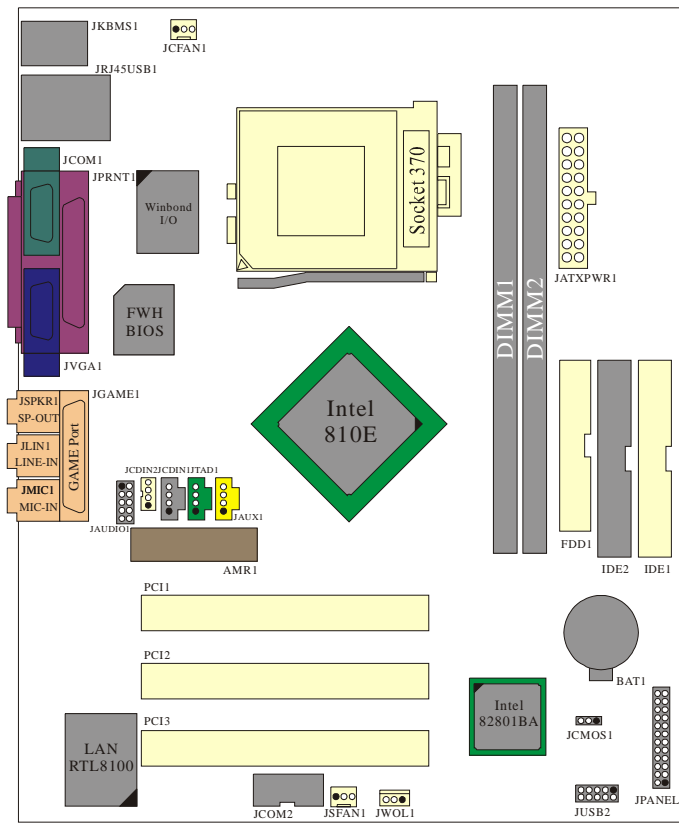 JKBMS1
JCFAN1
JRJ45USB1
JCOM1
JPRNT1
Winbond
I/O
Socket 370
DIMM1
DIMM2
JATXPWR1
FWH
BIOS
JVGA1
JGAME1
JSPKR1
SP-OUT
JLIN1
LINE-IN
JMIC1
MIC-IN
GAME Port
Intel
810E
JCDIN2
JCDIN1
JTAD1
JAUX1
JAUDIO1
AMR1
FDD1
IDE2
IDE1
PCI1
PCI2
PCI3
BAT1
Intel
82801BA
JCMOS1
LAN
RTL8100
JCOM2
JSFAN1
JWOL1
JUSB2
JPANEL